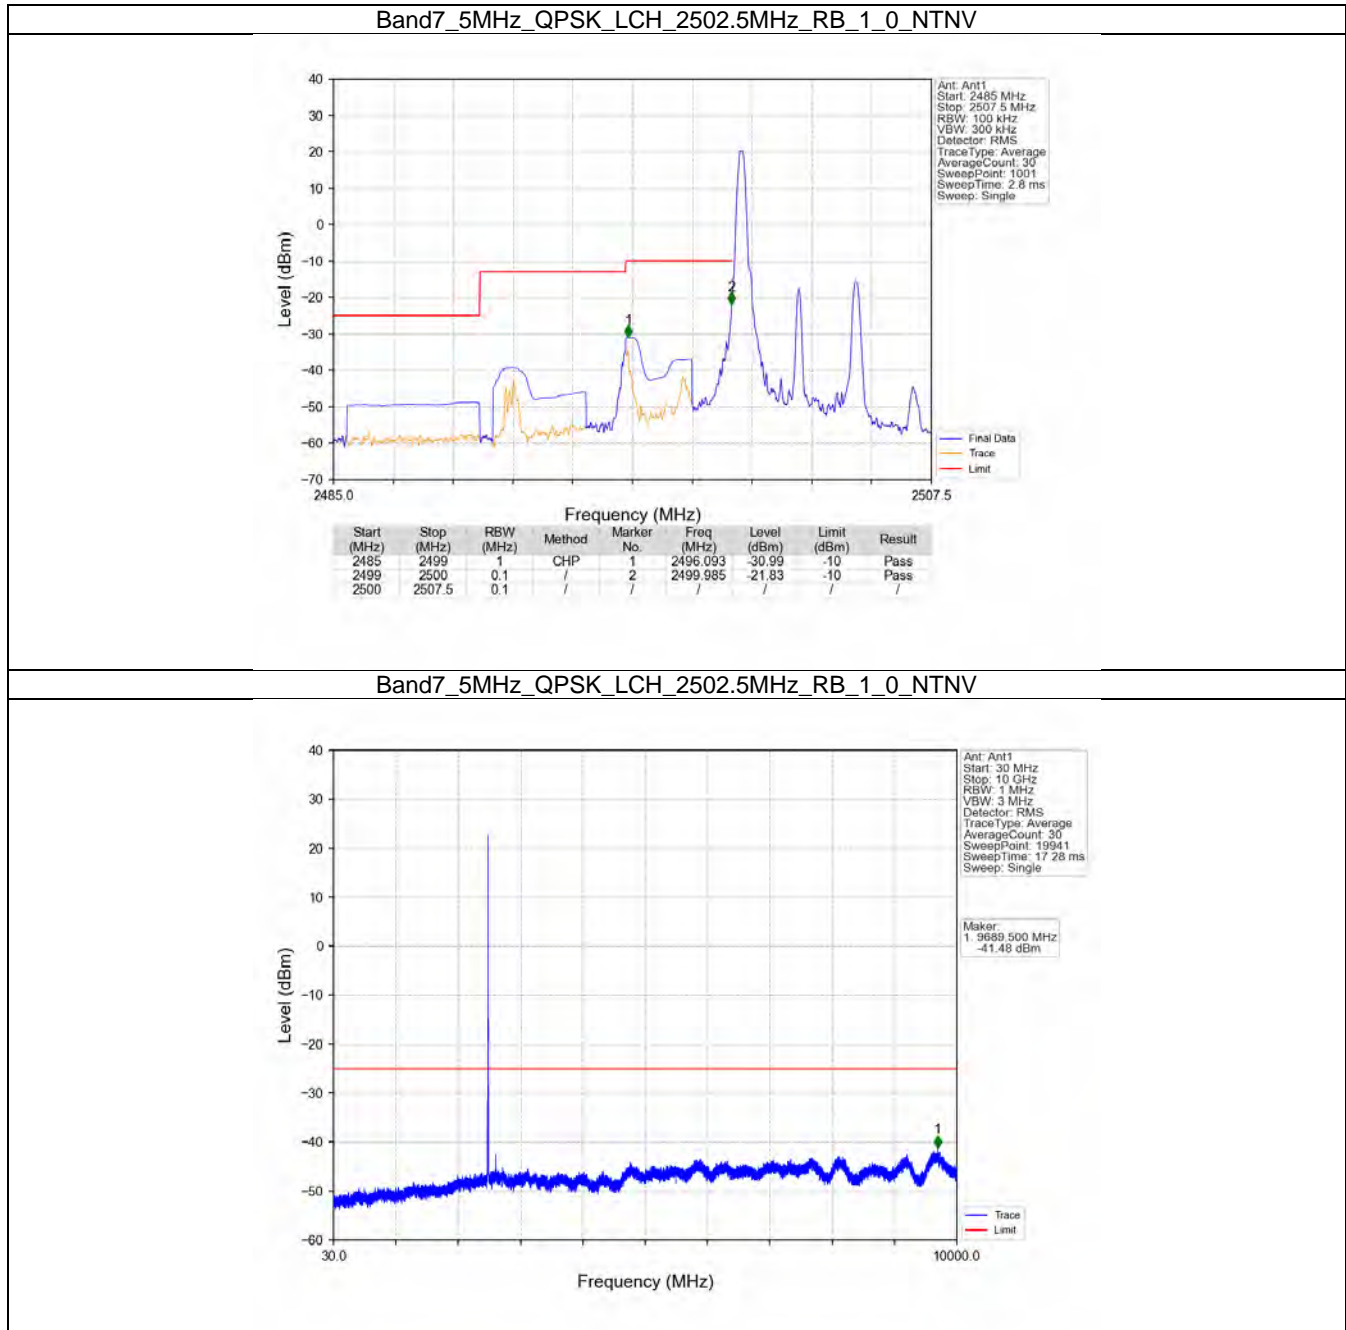 Band7_5MHz_QPSK_LCH_2502.5MHz_RB_1_0_NTNV
40
30
20
10
0
−10
−20
−30
−40
−50
−60
−70
Level (dBm)
1
2
2485.0
2507.5
Frequency (MHz)
Ant: Ant1
Start: 2485 MHz
Stop: 2507.5 MHz
RBW: 100 kHz
VBW: 300 kHz
Detector: RMS
TraceType: Average
AverageCount: 30
SweepPoint: 1001
SweepTime: 2.8 ms
Sweep: Single
Final Data
Trace
Limit
Start (MHz) Stop (MHz) RBW (MHz) Method Marker No. Freq (MHz) Level (dBm) Limit (dBm) Result
2485 2499 1 CHP 1 2496.093 -30.99 -10 Pass
2499 2500 0.1 / 2 2499.985 -21.83 -10 Pass
2500 2507.5 0.1 / / / / / /
Band7_5MHz_QPSK_LCH_2502.5MHz_RB_1_0_NTNV
40
30
20
10
0
−10
−20
−30
−40
−50
−60
Level (dBm)
1
30.0
10000.0
Frequency (MHz)
Ant: Ant1
Start: 30 MHz
Stop: 10 GHz
RBW: 1 MHz
VBW: 3 MHz
Detector: RMS
TraceType: Average
AverageCount: 30
SweepPoint: 19941
SweepTime: 17.28 ms
Sweep: Single
Maker:
1. 9689.500 MHz
-41.48 dBm
Trace
Limit